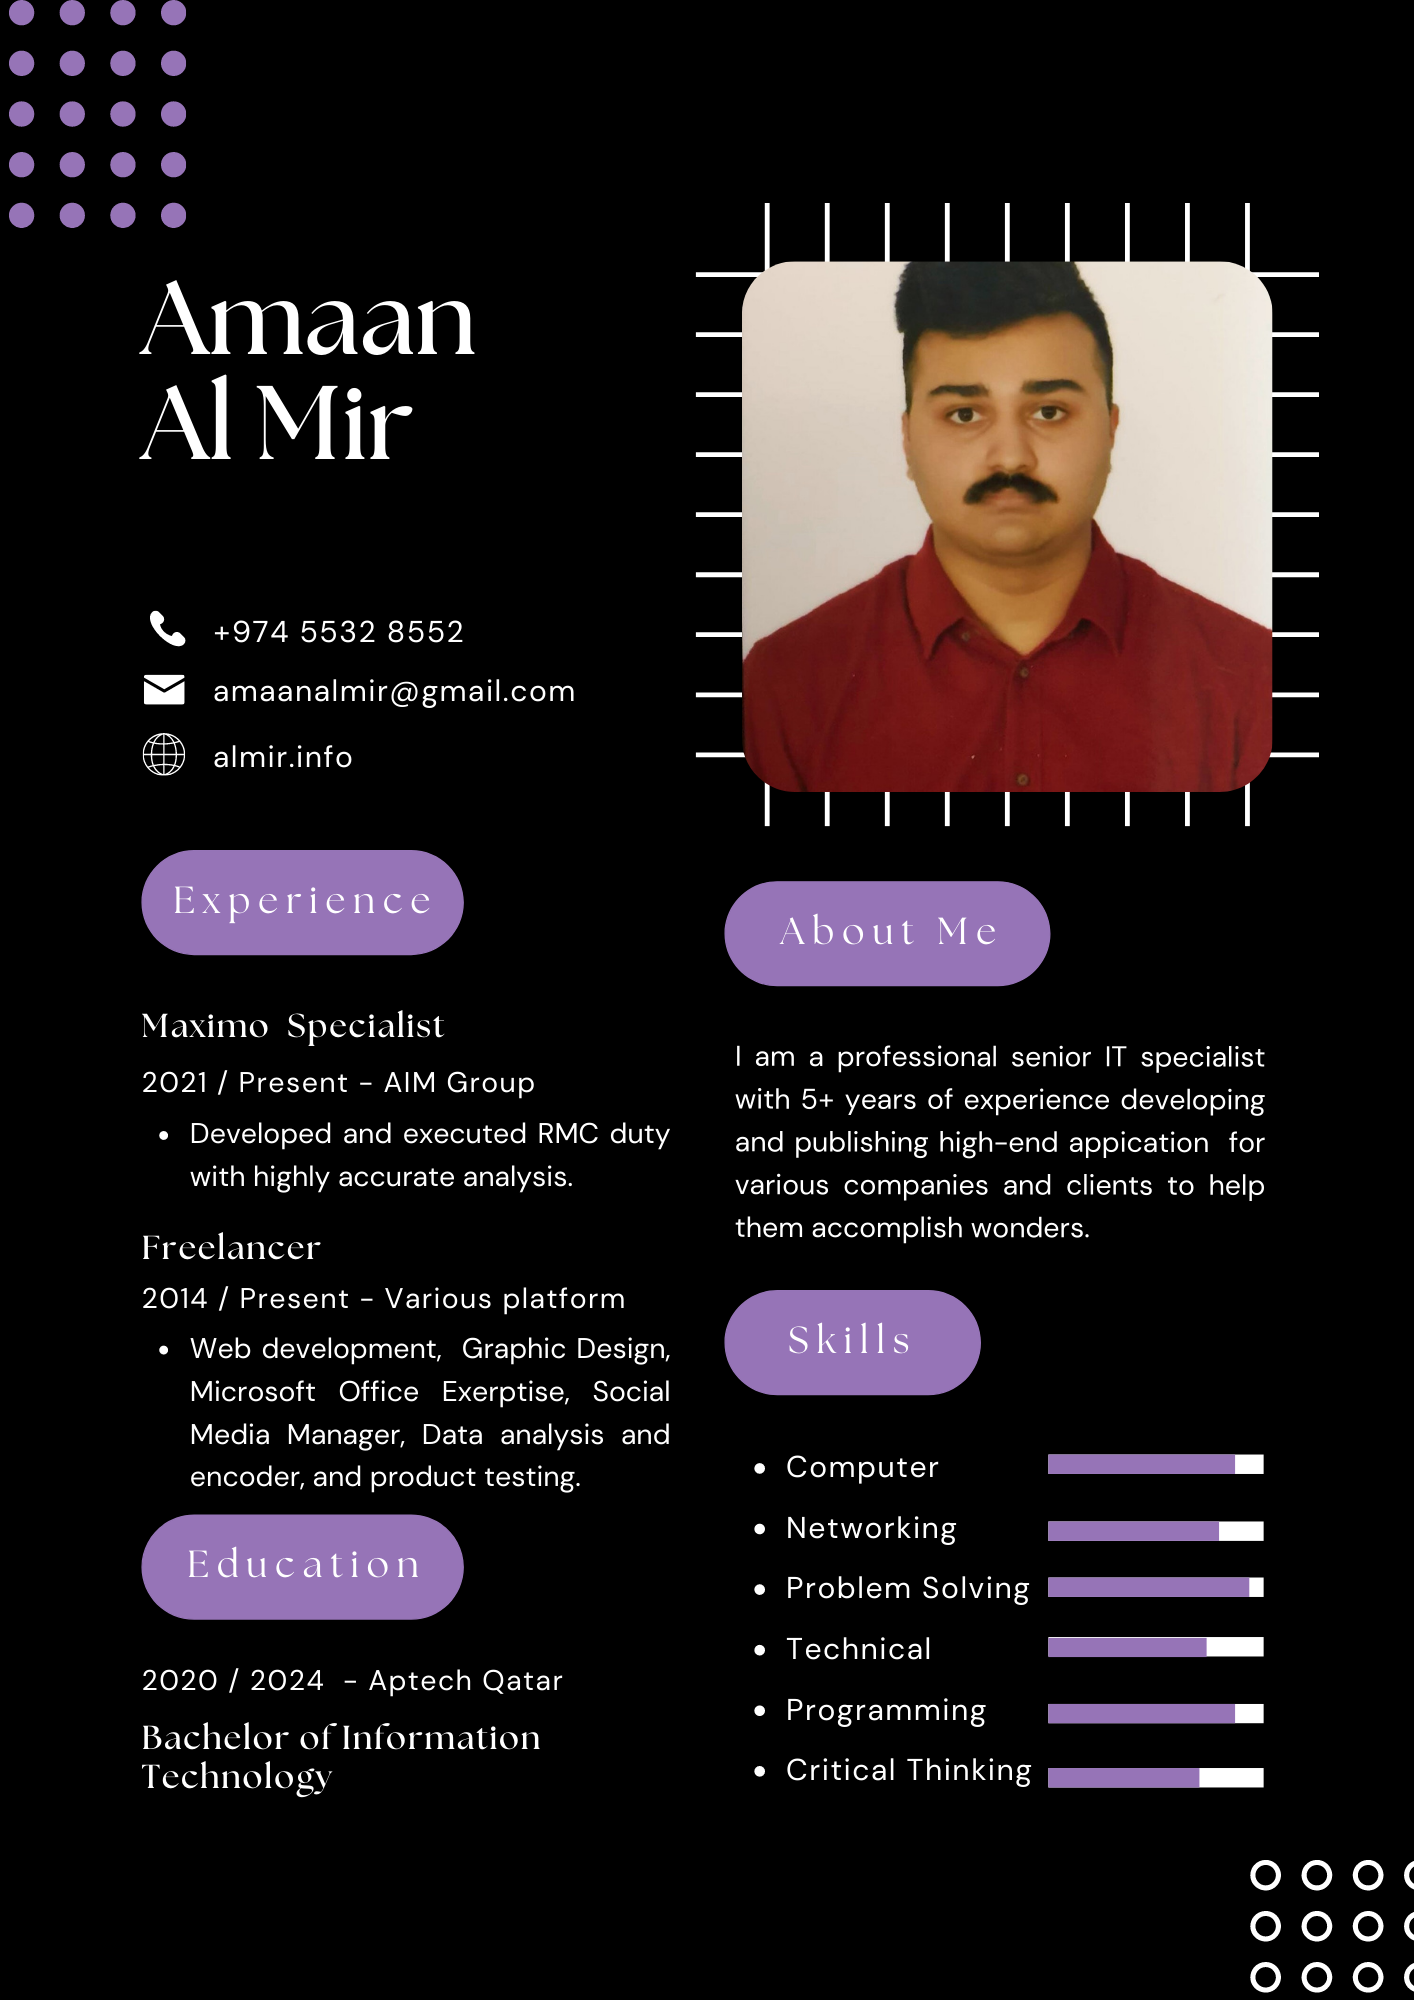 Amaan
Al Mir
+974 5532 8552
amaanalmir@gmail.com
almir.info
Experience
Maximo Specialist
2021 / Present - AIM Group
• Developed and executed RMC duty
with highly accurate analysis.
Freelancer
2014 / Present - Various platform
• Web development, Graphic Design,
Microsoft Office Exerptise, Social
Media Manager, Data analysis and
encoder, and product testing.
Education
2020 / 2024 - Aptech Qatar
Bachelor of Information
Technology
About Me
I am a professional senior IT specialist
with 5+ years of experience developing
and publishing high-end appication for
various companies and clients to help
them accomplish wonders.
Skills
• Computer
• Networking
• Problem Solving
• Technical
• Programming
• Critical Thinking